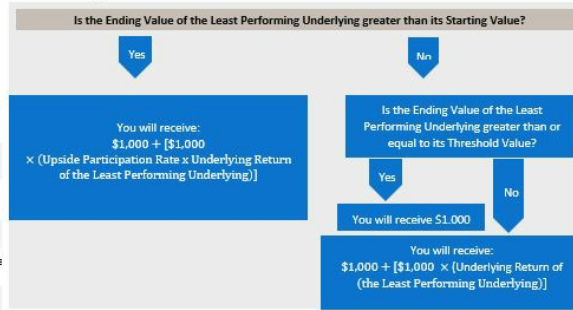 Is the Ending Value of the Least Performing Underlying greater than its Starting Value?
Yes
No
You will receive:
$1,000 + [$1,000
× (Upside Participation Rate x Underlying Return
of the Least Performing Underlying)]
Is the Ending Value of the Least
Performing Underlying greater than or
equal to its Threshold Value?
Yes
No
You will receive $1.000
You will receive:
$1,000 + [$1,000 × (Underlying Return of
(the Least Performing Underlying)]